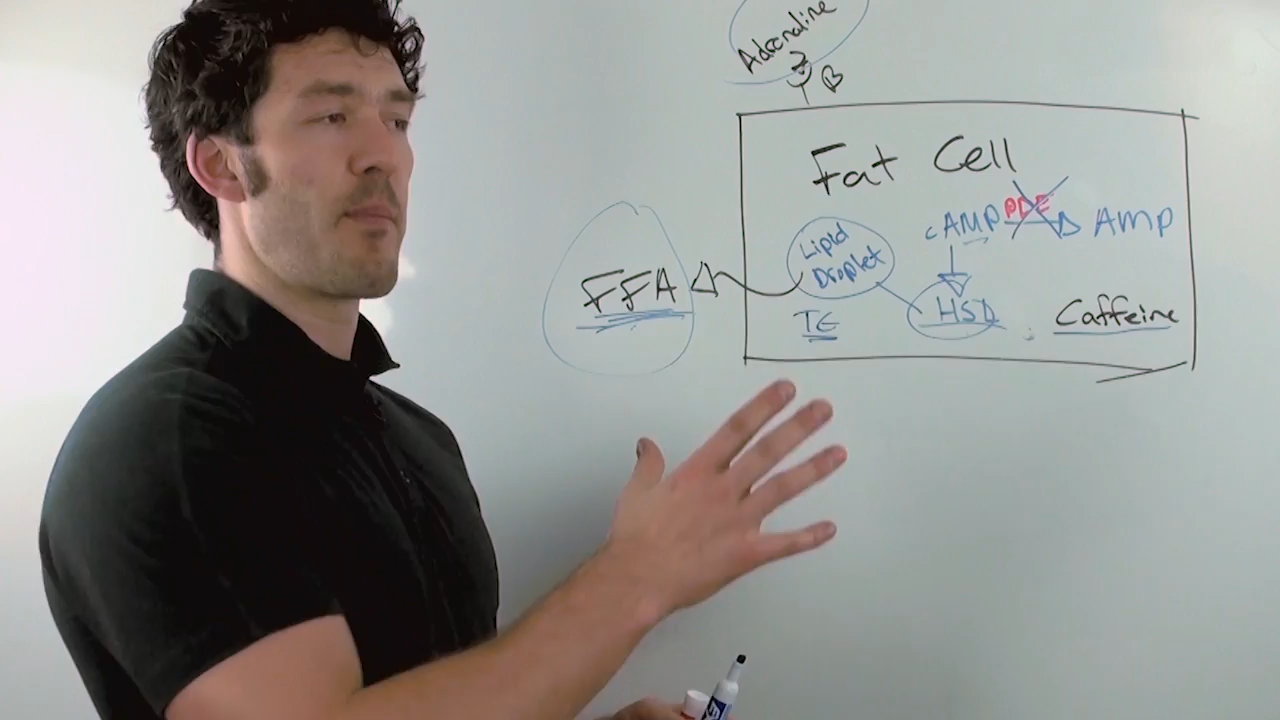 Adrenaline
B
Fat Cell
cAMP PDE AMP
Lipid
Droplet
FFA
HSL
TG
Caffeine